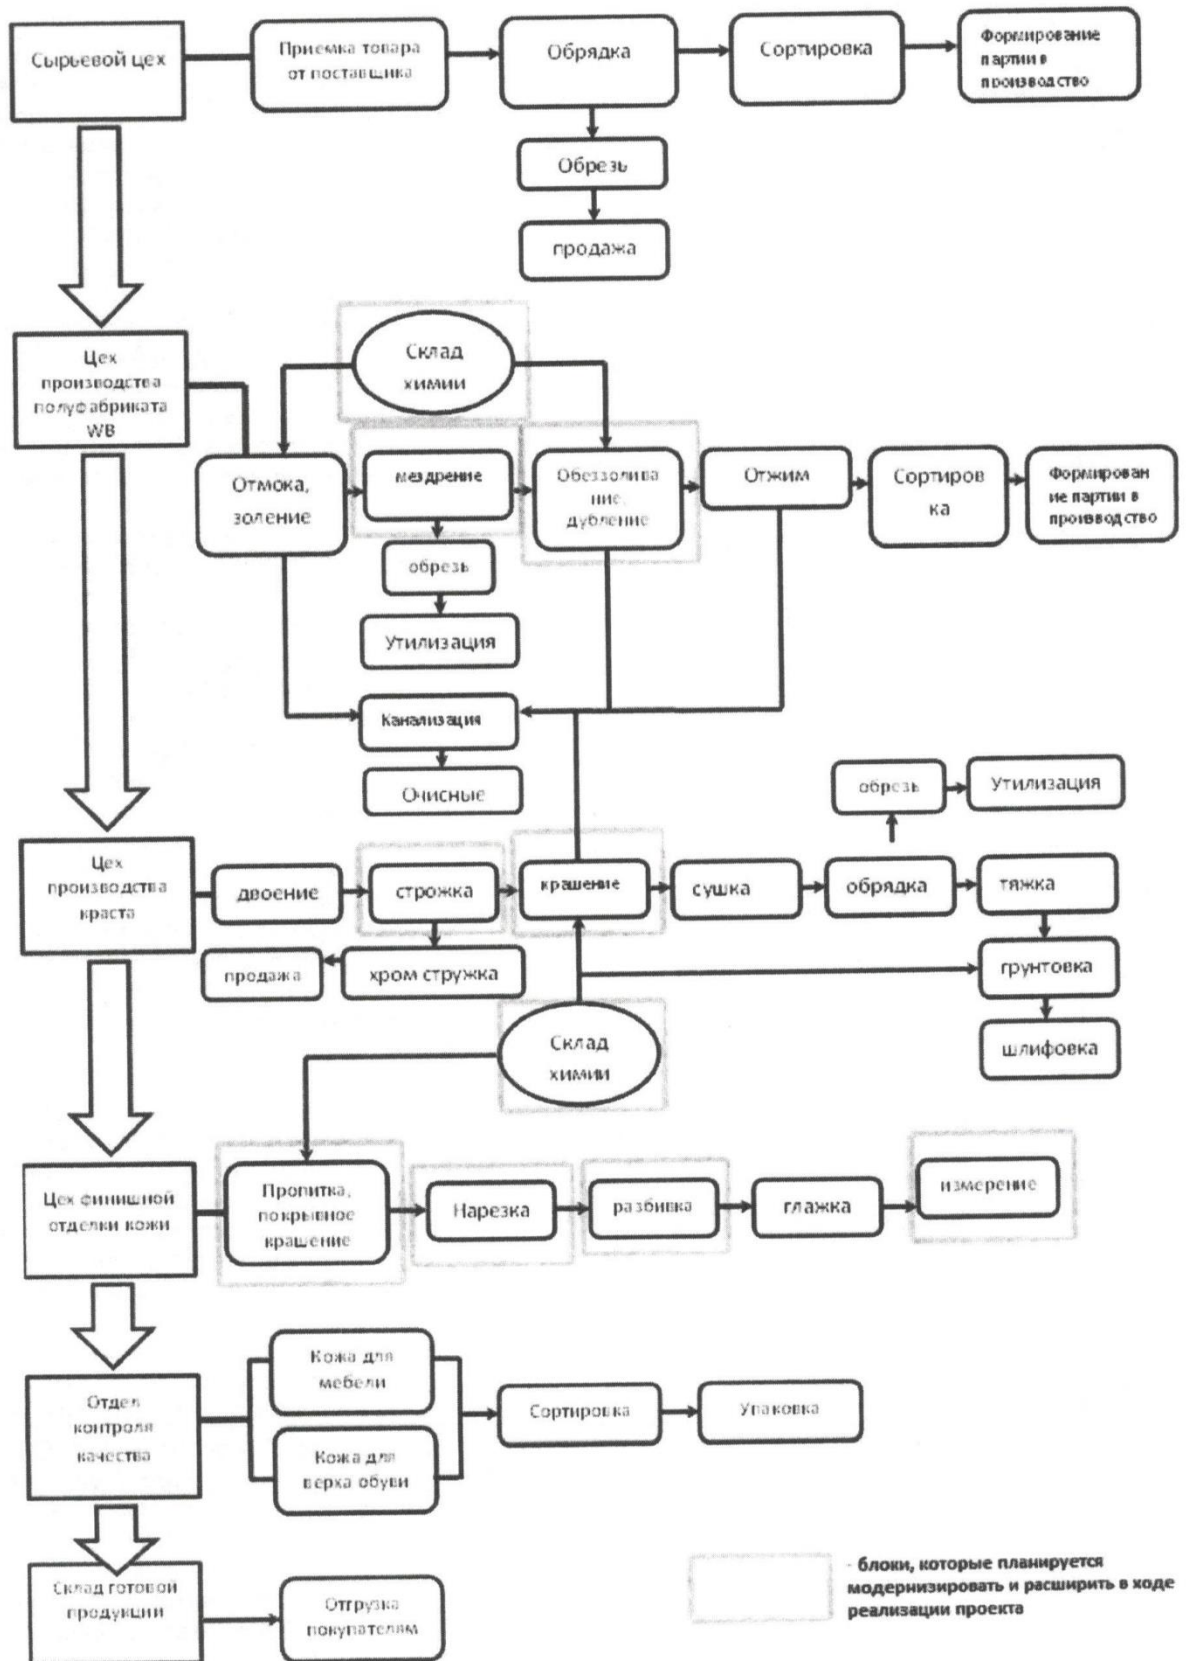 Сырьевой цех
Приемка товара
от поставщика
Обрядка
Сортировка
Формирование
партии в
производство
Обрезь
продажа
Цех
производства
полуфабриката
WB
Склад
химии
Отмока,
золение
мездрение
Обеззолива
ние,
дубление
Отжим
Сортиров
ка
Формирован
ие партии в
производство
обрезь
Утилизация
Канализация
Очисные
обрезь
Утилизация
Цех
производства
краста
двоение
строжка
крашение
сушка
обрядка
тяжка
продажа
хром стружка
грунтовка
Склад
химии
шлифовка
Цех финишной
отделки кожи
Пропитка,
покрывное
крашение
Нарезка
разбивка
глажка
измерение
Отдел
контроля
качества
Кожа для
мебели
Кожа для
верха обуви
Сортировка
Упаковка
Склад готовой
продукции
Отгрузка
покупателям
- блоки, которые планируется
модернизировать и расширить в ходе
реализации проекта